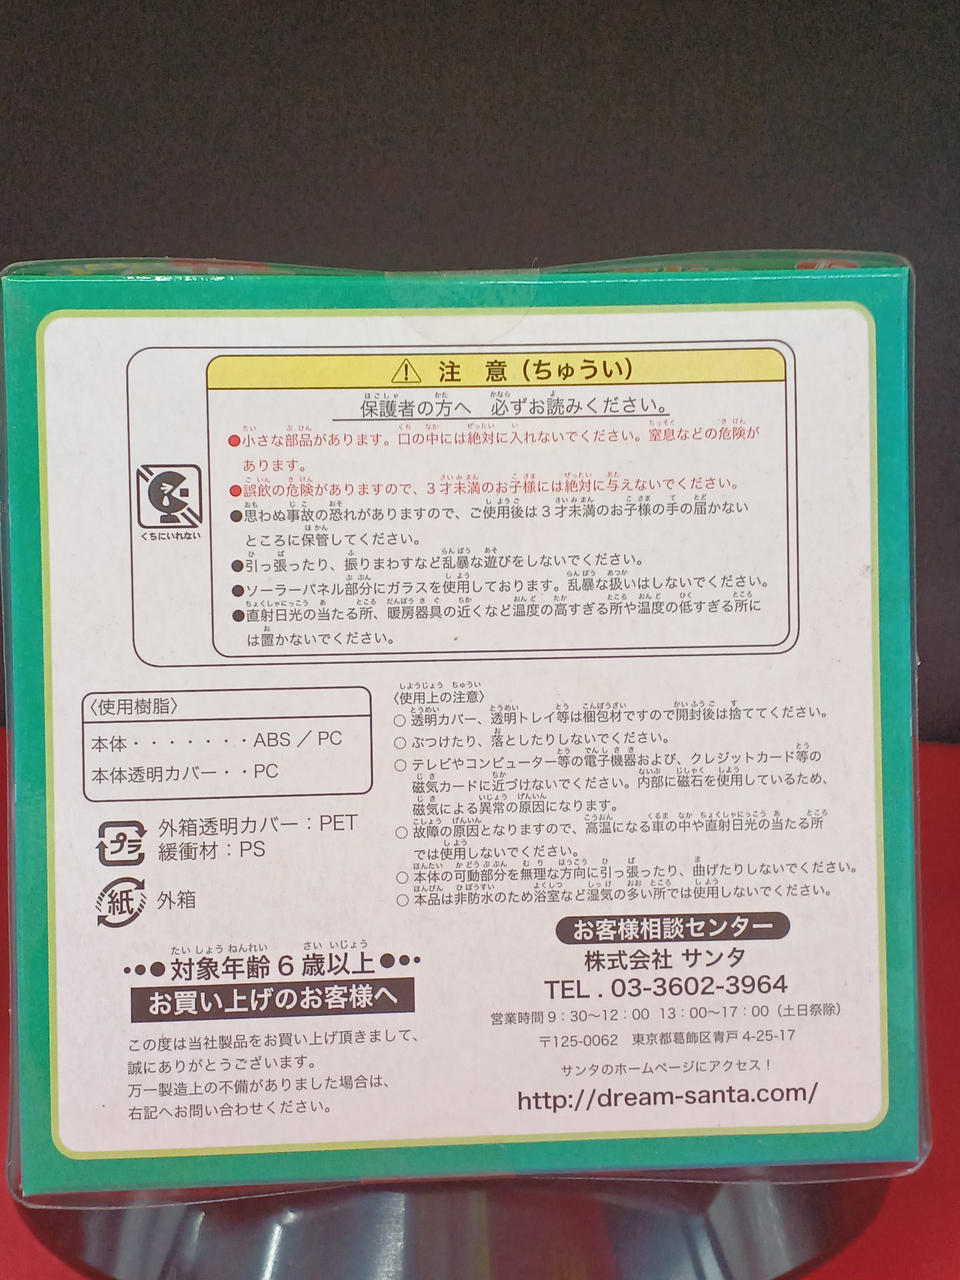 注 意（ちゅうい）
保護者の方へ 必ずお読みください。
●小さな部品があります。口の中には絶対に入れないでください。窒息などの危険が
あります。
●誤飲の危険がありますので、3才未満のお子様には絶対に与えないでください。
●思わぬ事故の恐れがありますので、ご使用後は3才未満のお子様の手の届かない
ところに保管してください。
●引っ張ったり、振りまわすなど乱暴な遊びをしないでください。
●ソーラーパネル部分にガラスを使用しております。乱暴な扱いはしないでください。
●直射日光の当たる所、暖房器具の近くなど温度の高すぎる所や温度の低すぎる所に
は置かないでください。
くちにいれない
〈使用樹脂〉
本体・・・・・・・ABS／PC
本体透明カバー・・PC
プラ
外箱透明カバー：PET
緩衝材：PS
紙
外箱
〈使用上の注意〉
○透明カバー、透明トレイ等は梱包材ですので開封後は捨ててください。
○ぶつけたり、落としたりしないでください。
○テレビやコンピューター等の電子機器および、クレジットカード等の
磁気カードに近づけないでください。内部に磁石を使用しているため、
磁気による異常の原因になります。
○故障の原因となりますので、高温になる車の中や直射日光の当たる所
では使用しないでください。
○本体の可動部分を無理な方向に引っ張ったり、曲げたりしないでください。
○本品は非防水のため浴室など湿気の多い所では使用しないでください。
●●●対象年齢6歳以上●●●
お買い上げのお客様へ
この度は当社製品をお買い上げ頂きまして、
誠にありがとうございます。
万一製造上の不備がありました場合は、
右記へお問い合わせください。
お客様相談センター
株式会社 サンタ
TEL . 03-3602-3964
営業時間 9：30〜12：00 13：00〜17：00（土日祭除）
〒125-0062 東京都葛飾区青戸 4-25-17
サンタのホームページにアクセス！
http://dream-santa.com/